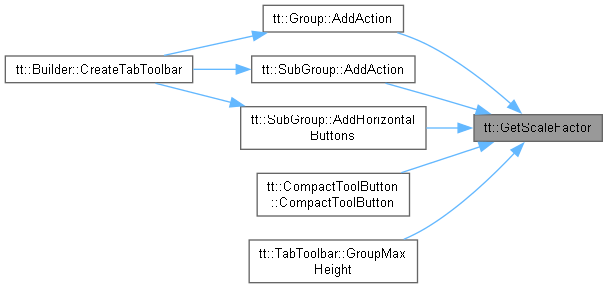 tt::Group::AddAction
tt::Builder::CreateTabToolbar
tt::SubGroup::AddAction
tt::SubGroup::AddHorizontal
Buttons
tt::GetScaleFactor
tt::CompactToolButton
::CompactToolButton
tt::TabToolbar::GroupMax
Height